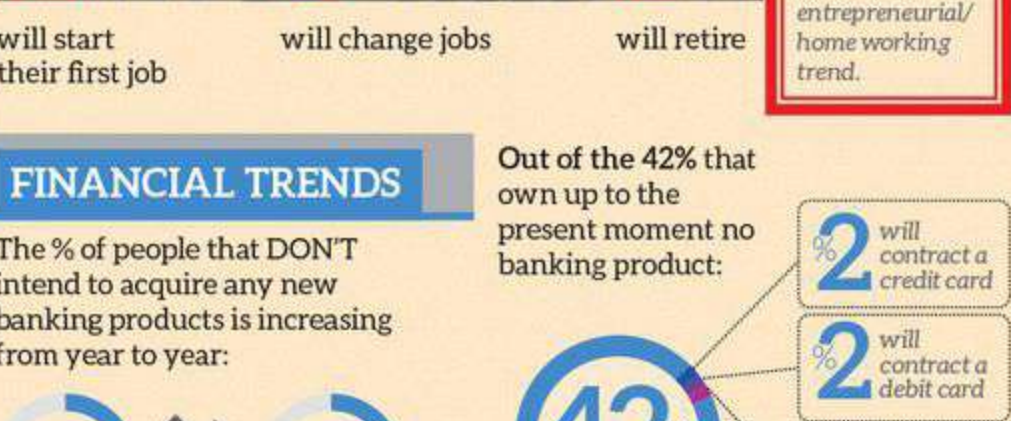 entrepreneurial/
home working
trend.
will start
their first job
will change jobs
will retire
FINANCIAL TRENDS
The % of people that DON'T
intend to acquire any new
banking products is increasing
from year to year:
Out of the 42% that
own up to the
present moment no
banking product:
%2
will
contract a
credit card
%2
will
contract a
debit card
42